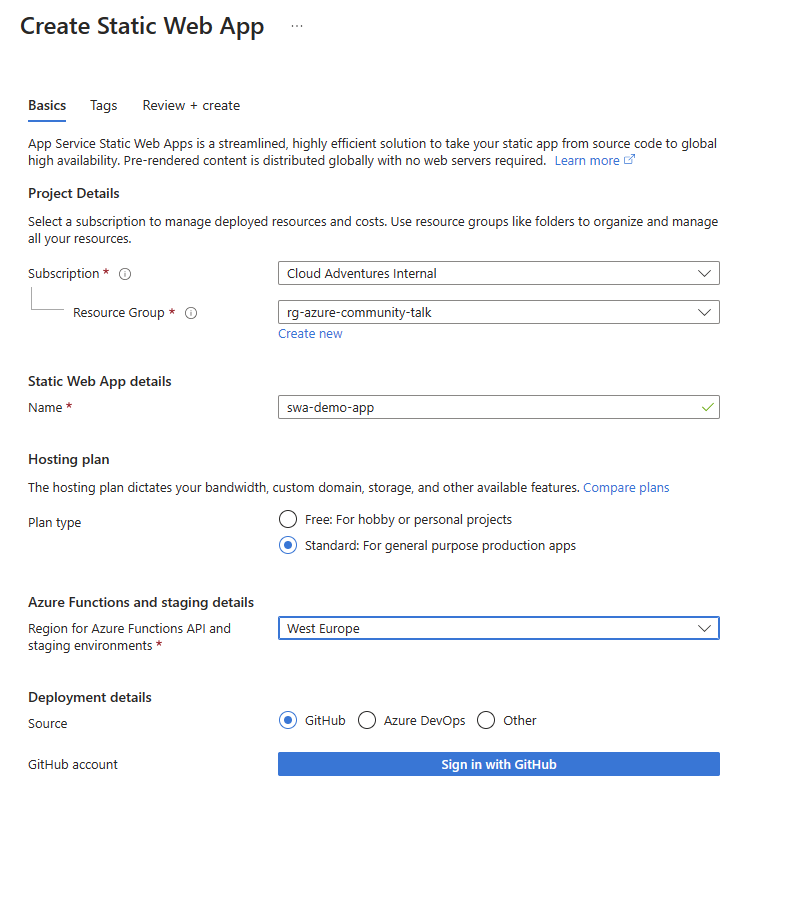 Create Static Web App ...
Basics Tags Review + create
App Service Static Web Apps is a streamlined, highly efficient solution to take your static app from source code to global
high availability. Pre-rendered content is distributed globally with no web servers required. Learn more
Project Details
Select a subscription to manage deployed resources and costs. Use resource groups like folders to organize and manage
all your resources.
Subscription * Cloud Adventures Internal
Resource Group * rg-azure-community-talk
Create new
Static Web App details
Name * swa-demo-app
Hosting plan
The hosting plan dictates your bandwidth, custom domain, storage, and other available features. Compare plans
Plan type
Free: For hobby or personal projects
Standard: For general purpose production apps
Azure Functions and staging details
Region for Azure Functions API and
staging environments *
West Europe
Deployment details
Source GitHub Azure DevOps Other
GitHub account Sign in with GitHub